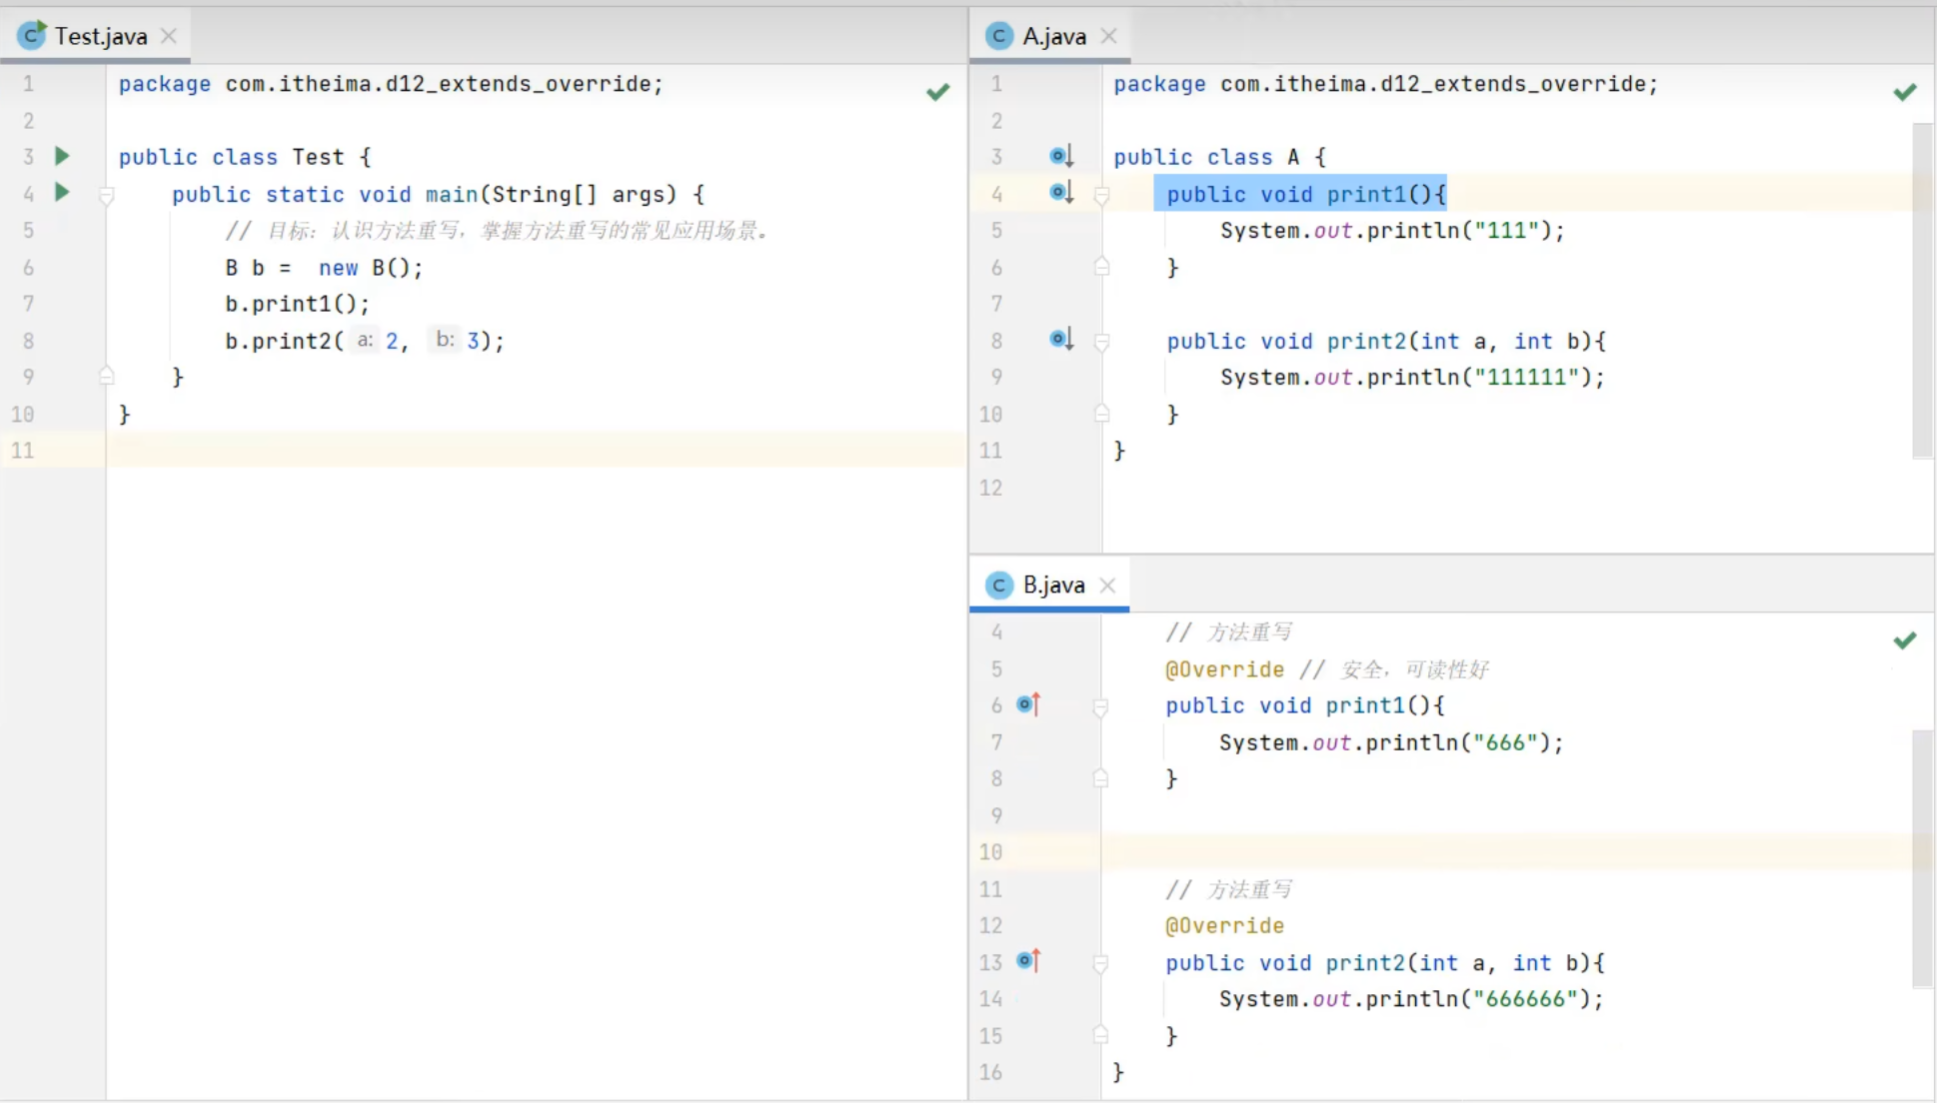 Test.java
1 package com.itheima.d12_extends_override;
2
3 public class Test {
4 public static void main(String[] args) {
5 // 目标：认识方法重写，掌握方法重写的常见应用场景。
6 B b =  new B();
7 b.print1();
8 b.print2( a: 2, b: 3);
9 }
10 }
11
A.java
1 package com.itheima.d12_extends_override;
2
3 public class A {
4 public void print1(){
5 System.out.println("111");
6 }
7
8 public void print2(int a, int b){
9 System.out.println("111111");
10 }
11 }
12
B.java
4 // 方法重写
5 @Override // 安全，可读性好
6 public void print1(){
7 System.out.println("666");
8 }
9
10
11 // 方法重写
12 @Override
13 public void print2(int a, int b){
14 System.out.println("666666");
15 }
16 }